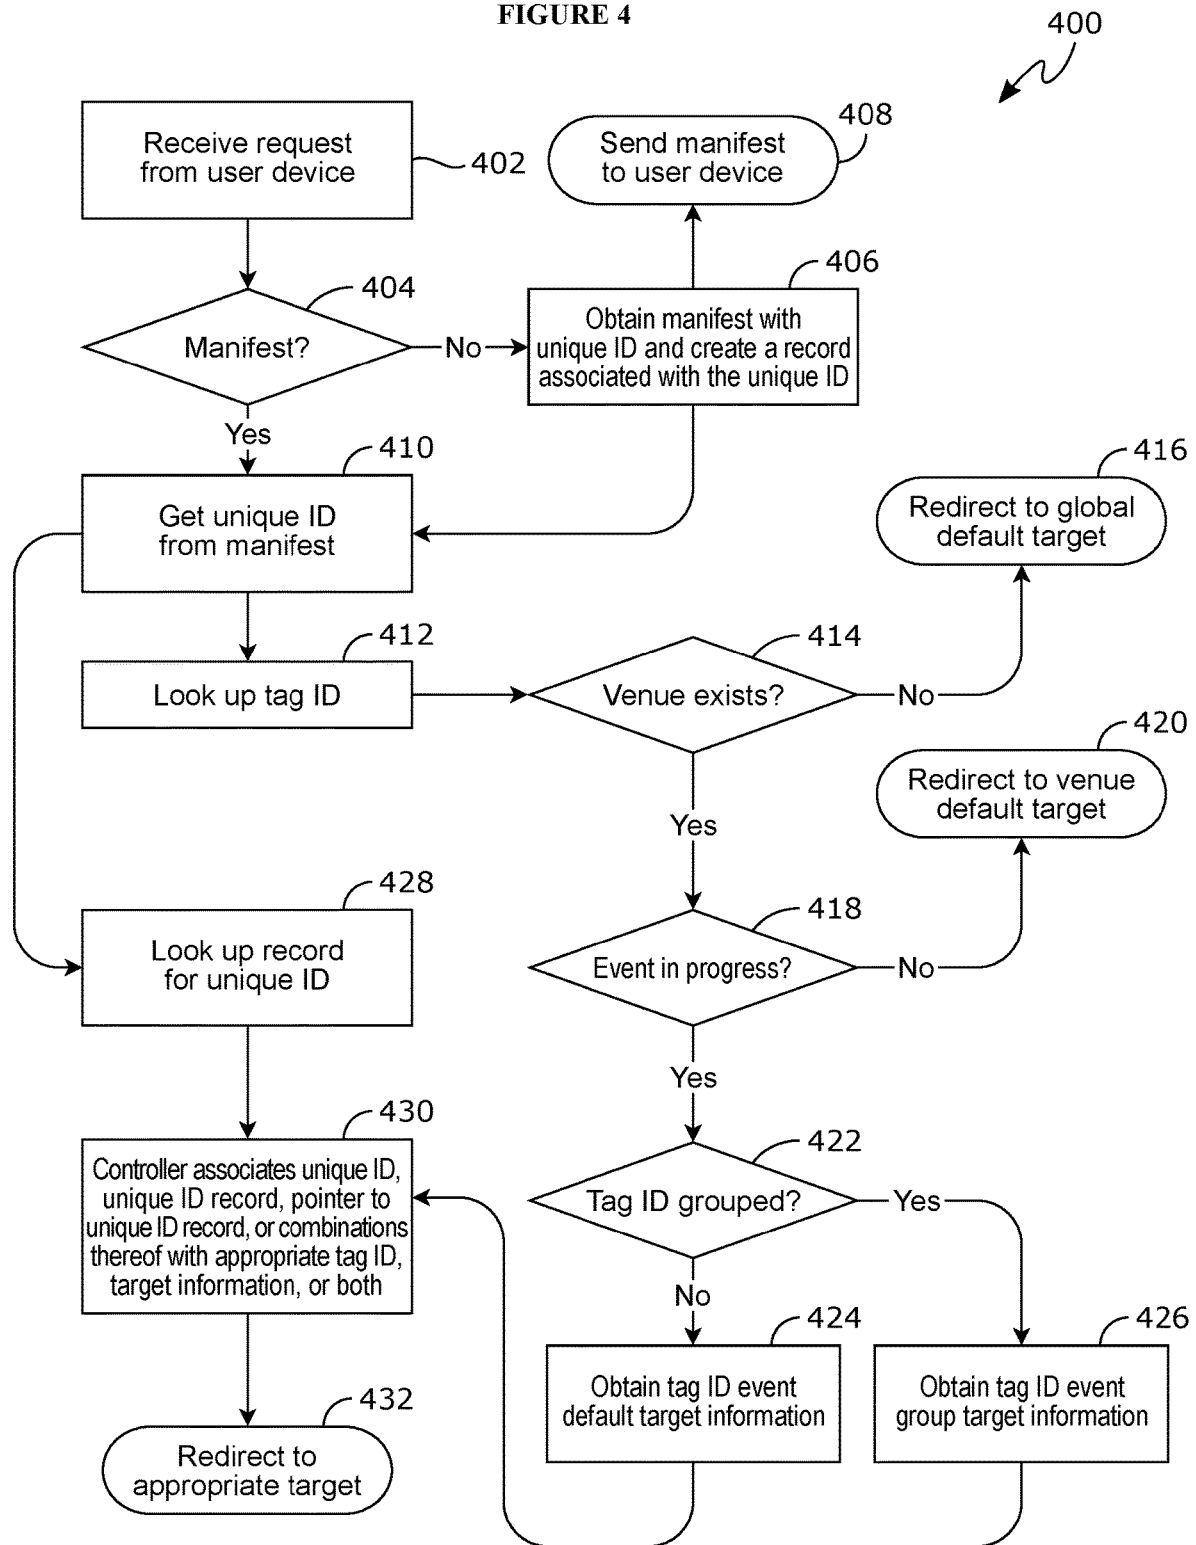 FIGURE 4
400
Receive request
from user device
402
Send manifest
to user device
408
404
Manifest?
No
406
Obtain manifest with
unique ID and create a record
associated with the unique ID
Yes
410
Get unique ID
from manifest
416
Redirect to global
default target
412
Look up tag ID
414
Venue exists?
No
420
Redirect to venue
default target
Yes
428
Look up record
for unique ID
418
Event in progress?
No
Yes
430
Controller associates unique ID,
unique ID record, pointer to
unique ID record, or combinations
thereof with appropriate tag ID,
target information, or both
422
Tag ID grouped?
Yes
No
424
Obtain tag ID event
default target information
426
Obtain tag ID event
group target information
432
Redirect to
appropriate target